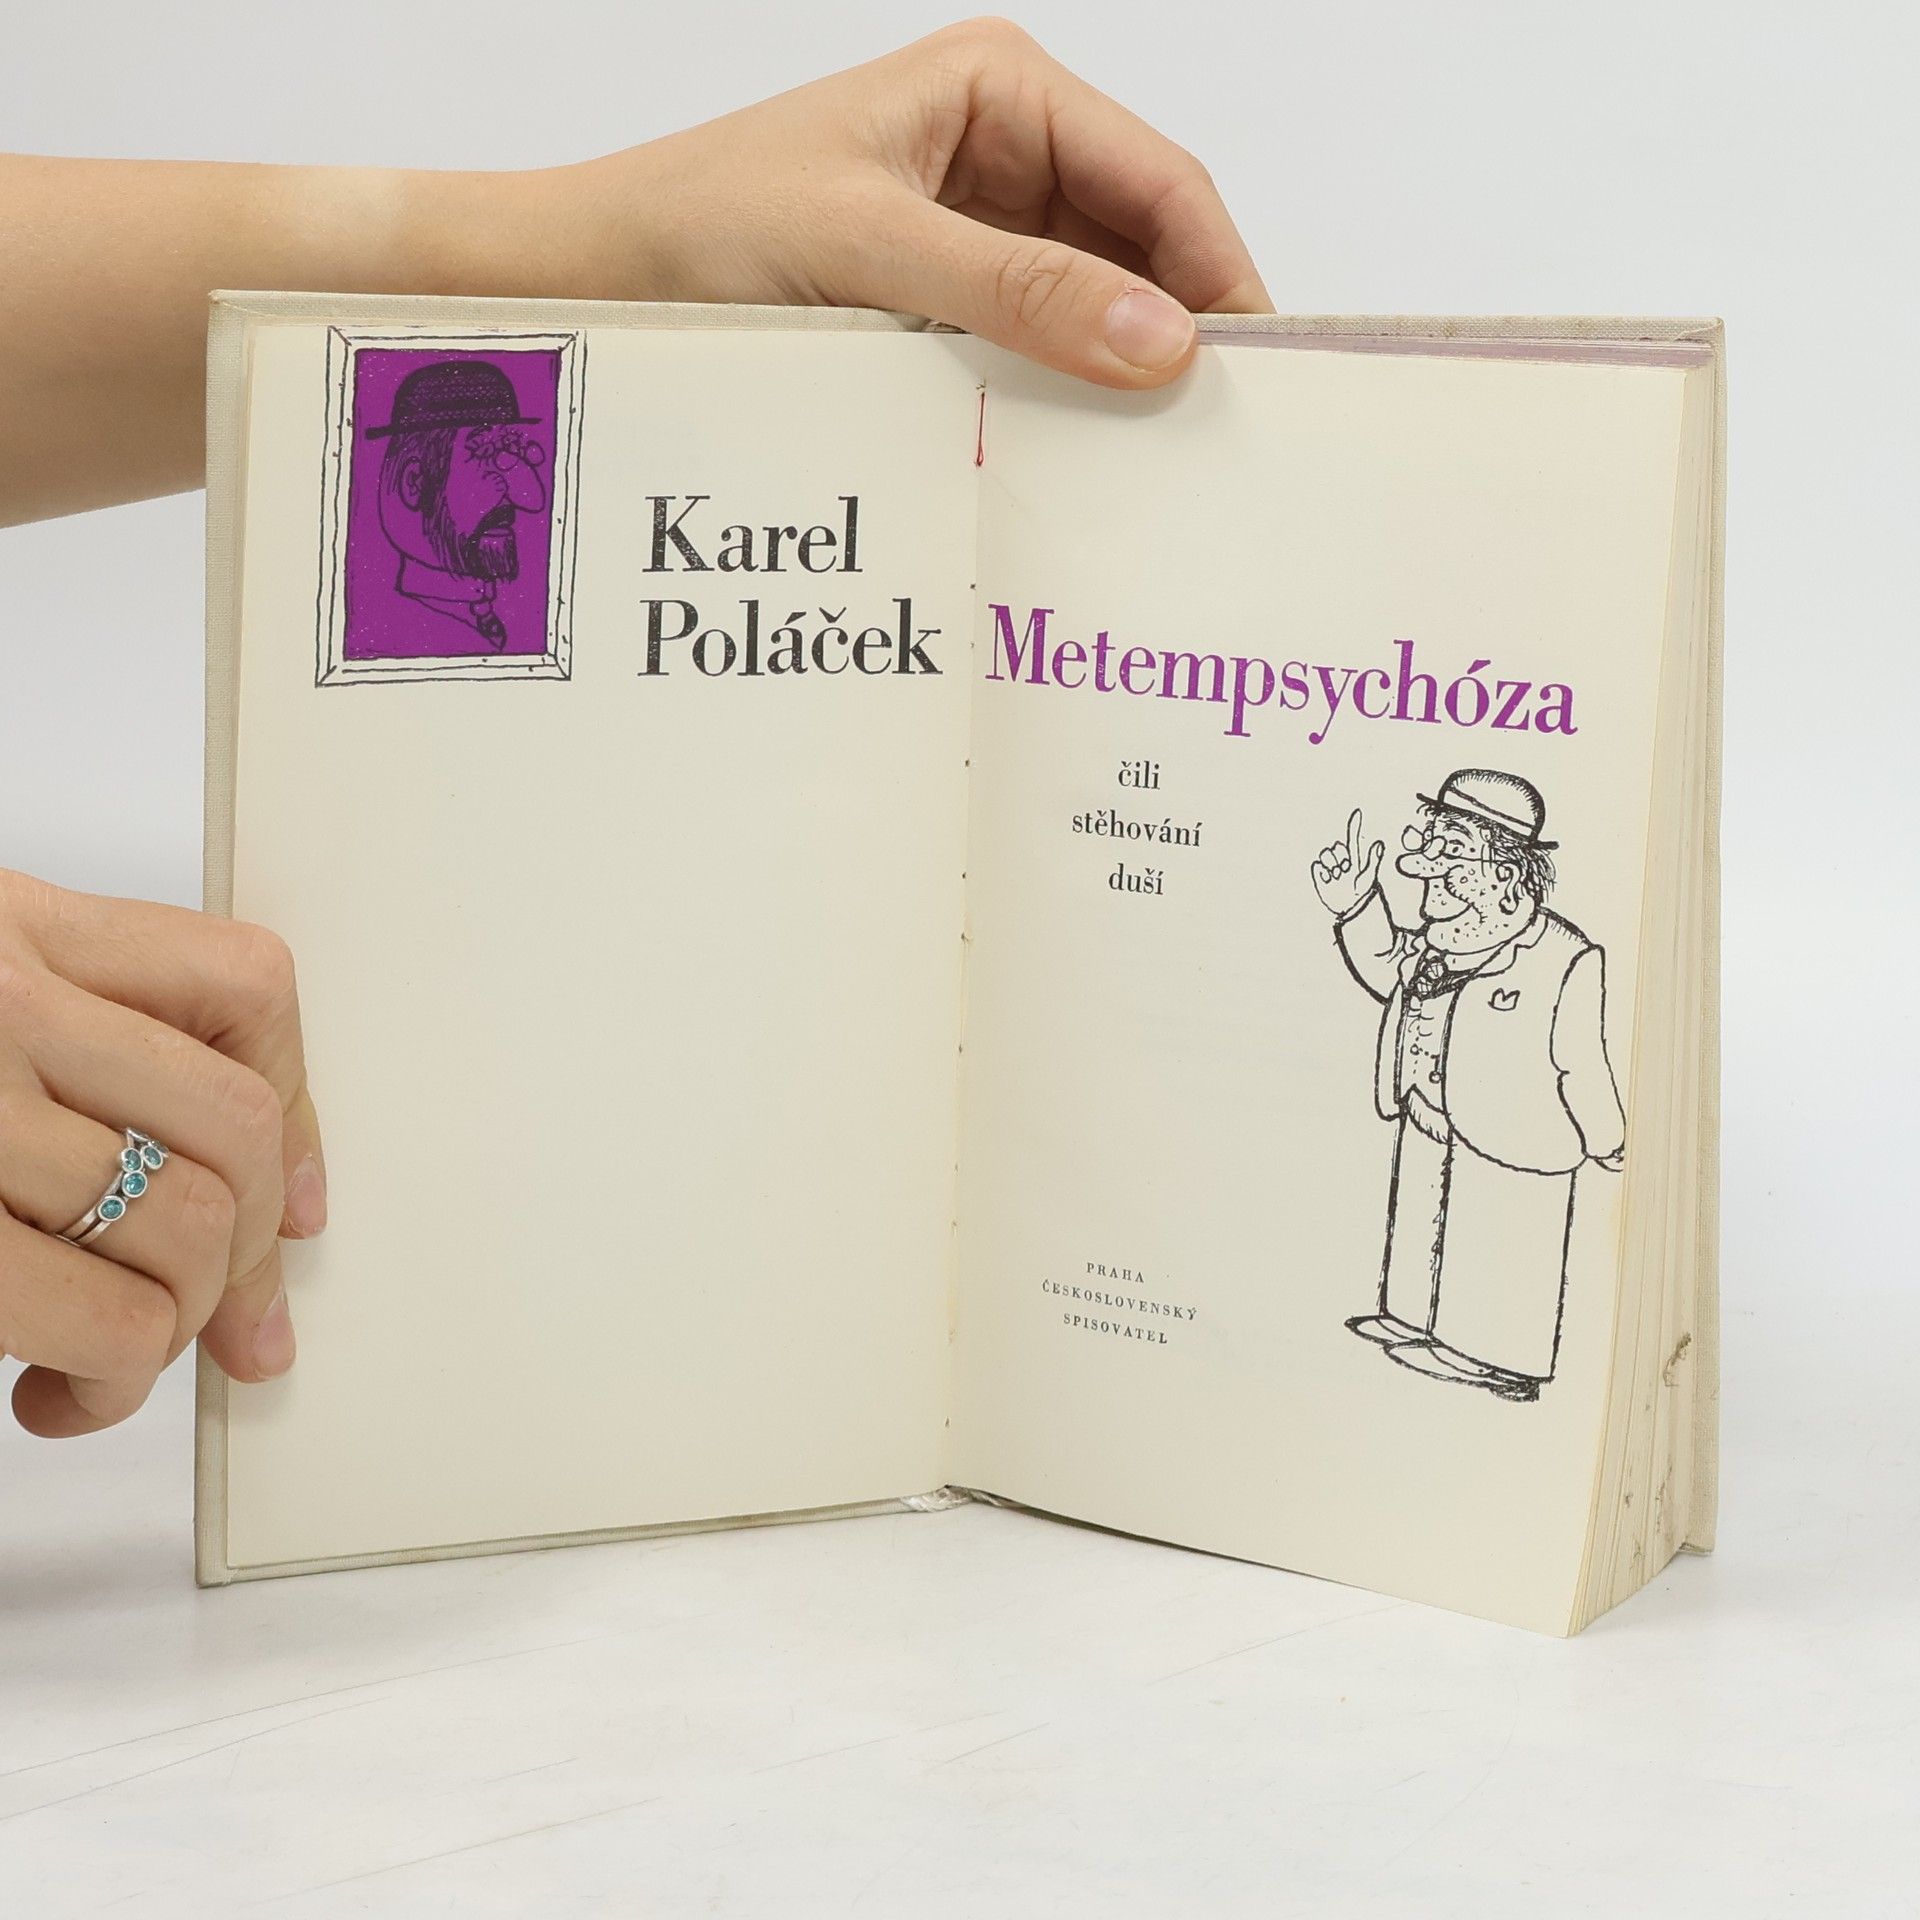 Karel
Poláček
Metempsychóza
čili
stěhování
duší
PRAHA
ČESKOSLOVENSKÝ
SPISOVATEL